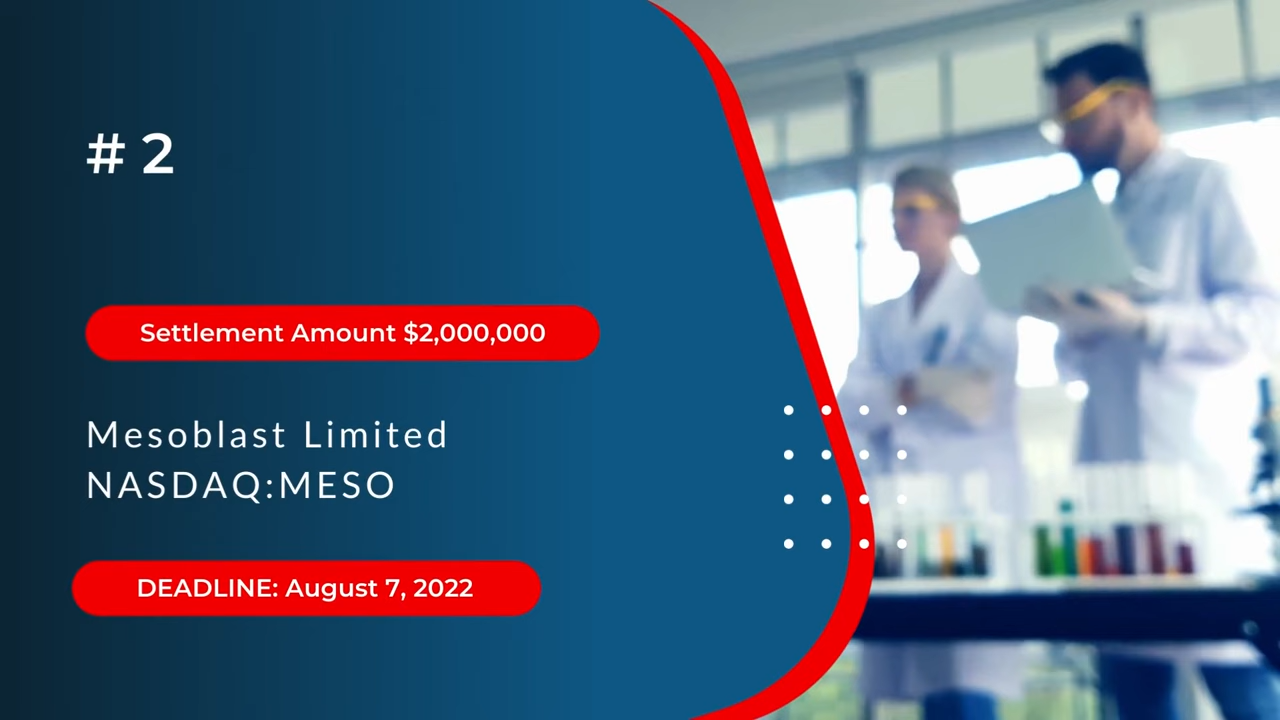 # 2
Settlement Amount $2,000,000
Mesoblast Limited
NASDAQ:MESO
DEADLINE: August 7, 2022